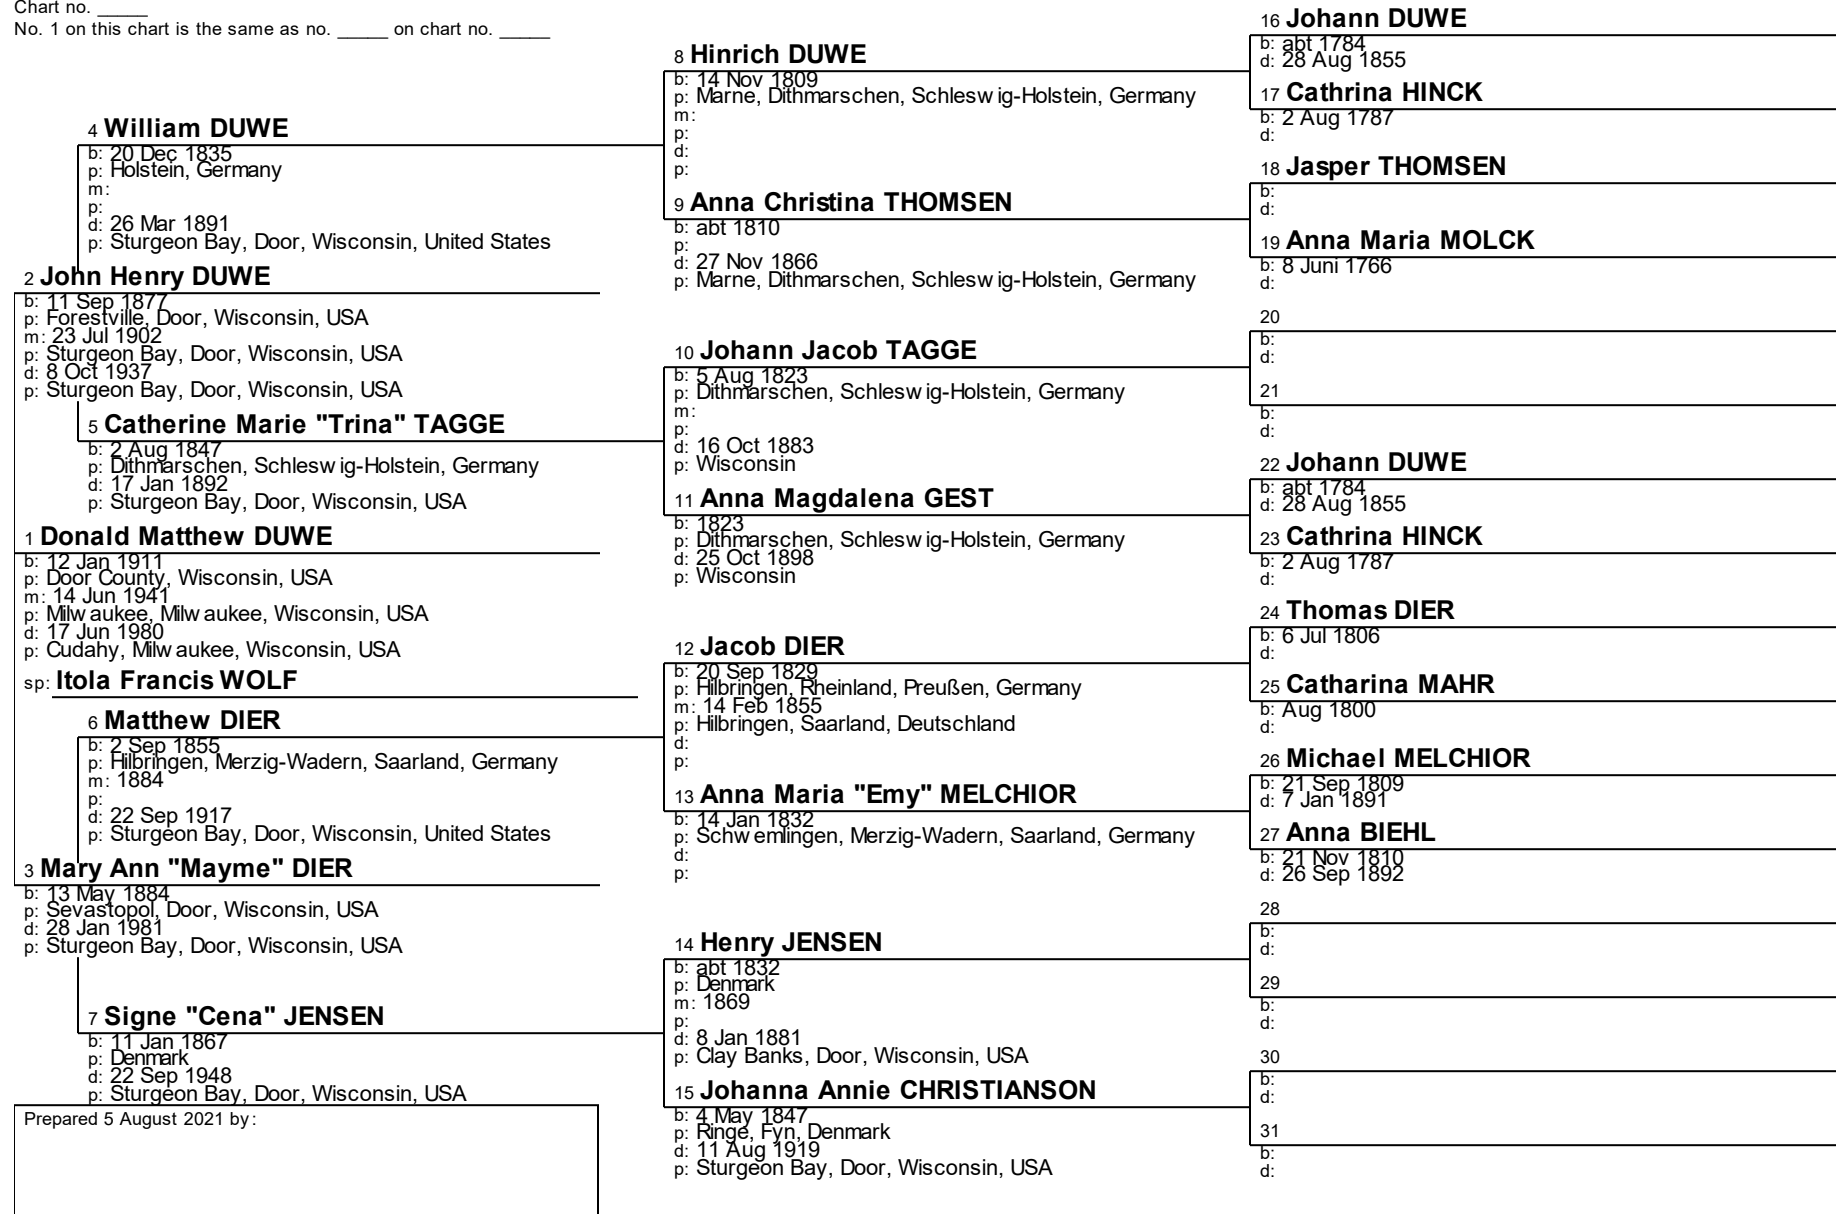 Chart no. _____
No. 1 on this chart is the same as no. _____ on chart no. _____
4 William DUWE
b: 20 Dec 1835
p: Holstein, Germany
m:
p:
d: 26 Mar 1891
p: Sturgeon Bay, Door, Wisconsin, United States
2 John Henry DUWE
b: 11 Sep 1877
p: Forestville, Door, Wisconsin, USA
m: 23 Jul 1902
p: Sturgeon Bay, Door, Wisconsin, USA
d: 8 Oct 1937
p: Sturgeon Bay, Door, Wisconsin, USA
5 Catherine Marie "Trina" TAGGE
b: 2 Aug 1847
p: Dithmarschen, Schleswig-Holstein, Germany
d: 17 Jan 1892
p: Sturgeon Bay, Door, Wisconsin, USA
1 Donald Matthew DUWE
b: 12 Jan 1911
p: Door County, Wisconsin, USA
m: 14 Jun 1941
p: Milwaukee, Milwaukee, Wisconsin, USA
d: 17 Jun 1980
p: Cudahy, Milwaukee, Wisconsin, USA
sp: Itola Francis WOLF
6 Matthew DIER
b: 2 Sep 1855
p: Hilbringen, Merzig-Wadern, Saarland, Germany
m: 1884
p:
d: 22 Sep 1917
p: Sturgeon Bay, Door, Wisconsin, United States
3 Mary Ann "Mayme" DIER
b: 13 May 1884
p: Sevastopol, Door, Wisconsin, USA
d: 28 Jan 1981
p: Sturgeon Bay, Door, Wisconsin, USA
7 Signe "Cena" JENSEN
b: 11 Jan 1867
p: Denmark
d: 22 Sep 1948
p: Sturgeon Bay, Door, Wisconsin, USA
Prepared 5 August 2021 by:
8 Hinrich DUWE
b: 14 Nov 1809
p: Marne, Dithmarschen, Schleswig-Holstein, Germany
m:
p:
d:
p:
9 Anna Christina THOMSEN
b: abt 1810
p:
d: 27 Nov 1866
p: Marne, Dithmarschen, Schleswig-Holstein, Germany
10 Johann Jacob TAGGE
b: 5 Aug 1823
p: Dithmarschen, Schleswig-Holstein, Germany
m:
p:
d: 16 Oct 1883
p: Wisconsin
11 Anna Magdalena GEST
b: 1823
p: Dithmarschen, Schleswig-Holstein, Germany
d: 25 Oct 1898
p: Wisconsin
12 Jacob DIER
b: 20 Sep 1829
p: Hilbringen, Rheinland, Preußen, Germany
m: 14 Feb 1855
p: Hilbringen, Saarland, Deutschland
d:
p:
13 Anna Maria "Emy" MELCHIOR
b: 14 Jan 1832
p: Schwemlingen, Merzig-Wadern, Saarland, Germany
d:
p:
14 Henry JENSEN
b: abt 1832
p: Denmark
m: 1869
p:
d: 8 Jan 1881
p: Clay Banks, Door, Wisconsin, USA
15 Johanna Annie CHRISTIANSON
b: 4 May 1847
p: Ringe, Fyn, Denmark
d: 11 Aug 1919
p: Sturgeon Bay, Door, Wisconsin, USA
16 Johann DUWE
b: abt 1784
d: 28 Aug 1855
17 Cathrina HINCK
b: 2 Aug 1787
d:
18 Jasper THOMSEN
b:
d:
19 Anna Maria MOLCK
b: 8 Juni 1766
d:
20
b:
d:
21
b:
d:
22 Johann DUWE
b: abt 1784
d: 28 Aug 1855
23 Cathrina HINCK
b: 2 Aug 1787
d:
24 Thomas DIER
b: 6 Jul 1806
d:
25 Catharina MAHR
b: Aug 1800
d:
26 Michael MELCHIOR
b: 21 Sep 1809
d: 7 Jan 1891
27 Anna BIEHL
b: 21 Nov 1810
d: 26 Sep 1892
28
b:
d:
29
b:
d:
30
b:
d:
31
b:
d: